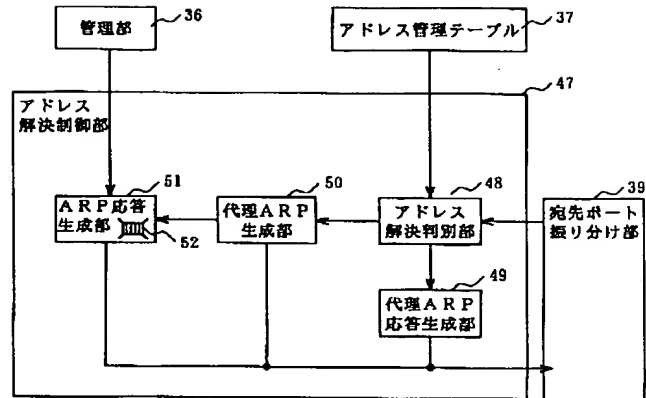 管理部
36
アドレス管理テーブル
37
47
アドレス
解決制御部
51
ARP応答
生成部
52
50
代理ARP
生成部
48
アドレス
解決判別部
39
宛先ポート
振り分け部
49
代理ARP
応答生成部